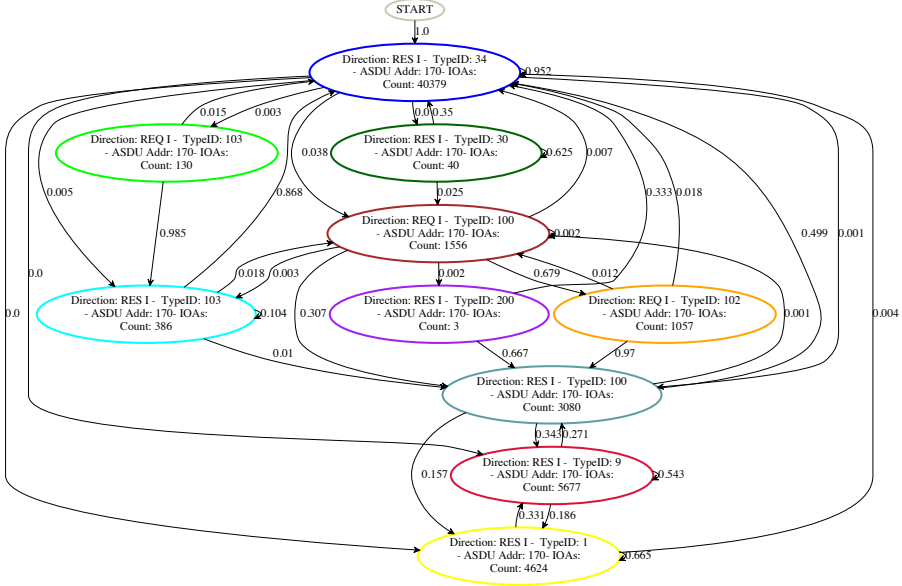 START
1.0
Direction: RES I -  TypeID: 34
- ASDU Addr: 170- IOAs:
Count: 40379
0.952
0.015
0.003
0.0
0.35
Direction: REQ I -  TypeID: 103
- ASDU Addr: 170- IOAs:
Count: 130
Direction: RES I -  TypeID: 30
- ASDU Addr: 170- IOAs:
Count: 40
0.625
0.038
0.007
0.005
0.868
0.025
0.333
0.018
Direction: REQ I -  TypeID: 100
- ASDU Addr: 170- IOAs:
Count: 1556
0.002
0.985
0.499
0.001
0.0
0.018
0.003
0.002
0.679
0.012
Direction: RES I -  TypeID: 103
- ASDU Addr: 170- IOAs:
Count: 386
0.104
Direction: RES I -  TypeID: 200
- ASDU Addr: 170- IOAs:
Count: 3
Direction: REQ I -  TypeID: 102
- ASDU Addr: 170- IOAs:
Count: 1057
0.0
0.307
0.001
0.004
0.01
0.667
0.97
Direction: RES I -  TypeID: 100
- ASDU Addr: 170- IOAs:
Count: 3080
0.343
0.271
0.157
Direction: RES I -  TypeID: 9
- ASDU Addr: 170- IOAs:
Count: 5677
0.543
0.331
0.186
Direction: RES I -  TypeID: 1
- ASDU Addr: 170- IOAs:
Count: 4624
0.665